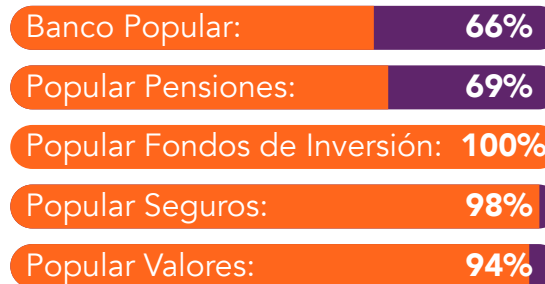 Banco Popular: 66%
Popular Pensiones: 69%
Popular Fondos de Inversión: 100%
Popular Seguros: 98%
Popular Valores: 94%